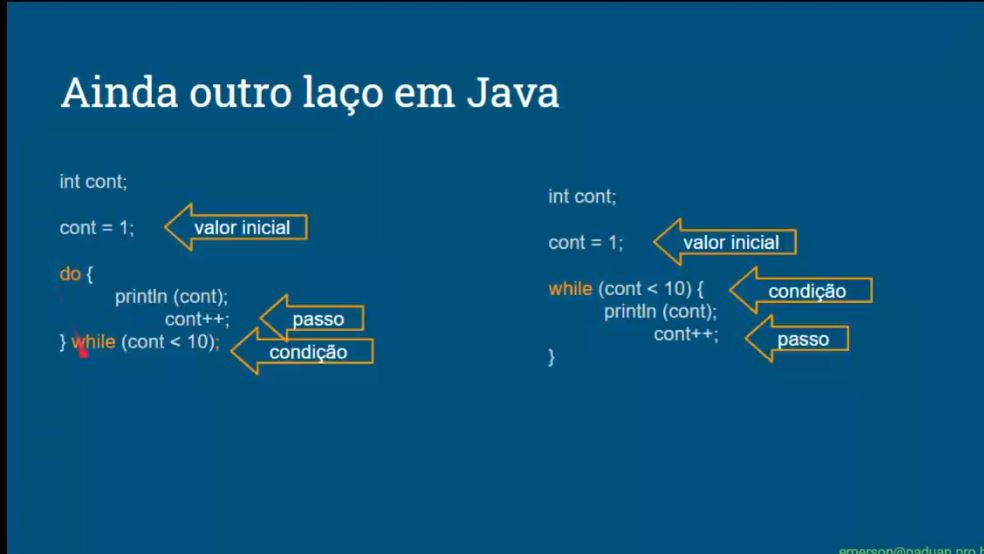 Ainda outro laço em Java
int cont;
cont = 1;
valor inicial
do {
println (cont);
cont++;
passo
} while (cont < 10);
condição
int cont;
cont = 1;
valor inicial
while (cont < 10) {
condição
println (cont);
cont++;
passo
}
emerson@paduan.pro.b